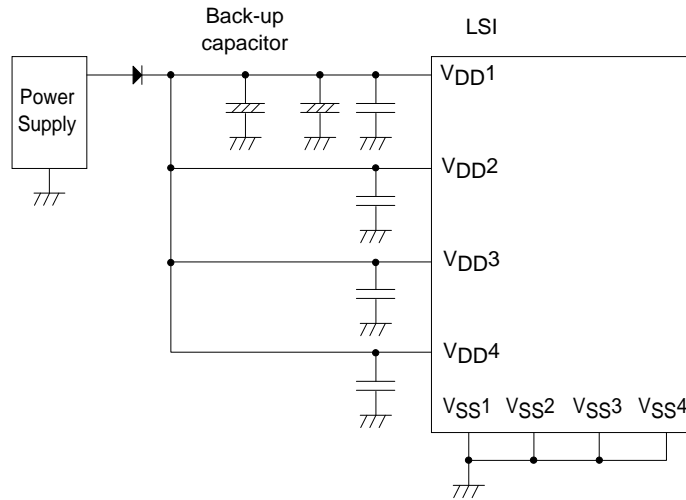 Back-up
capacitor
LSI
Power
Supply
VDD1
VDD2
VDD3
VDD4
VSS1 VSS2 VSS3 VSS4